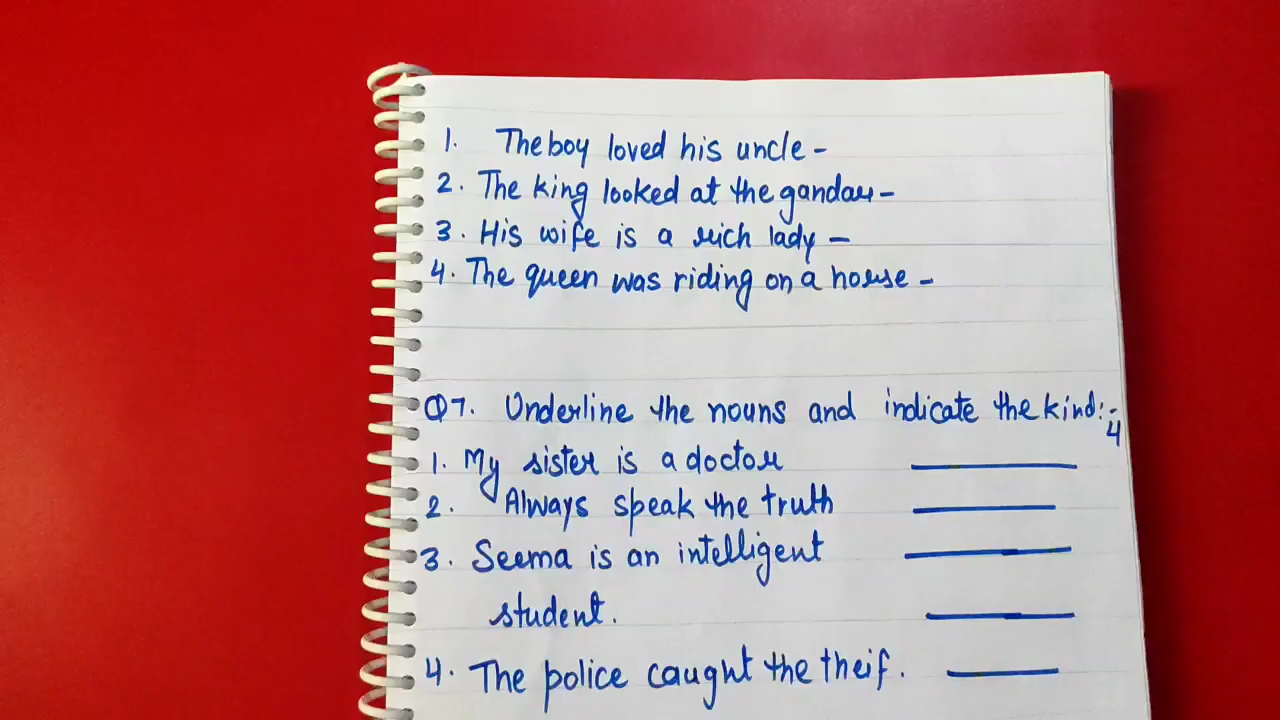 1. The boy loved his uncle -
2. The king looked at the gandar -
3. His wife is a rich lady -
4. The queen was riding on a horse -
Q7. Underline the nouns and indicate the kind:-
4
1. My sister is a doctor
2. Always speak the truth
3. Seema is an intelligent
student.
4. The police caught the theif.